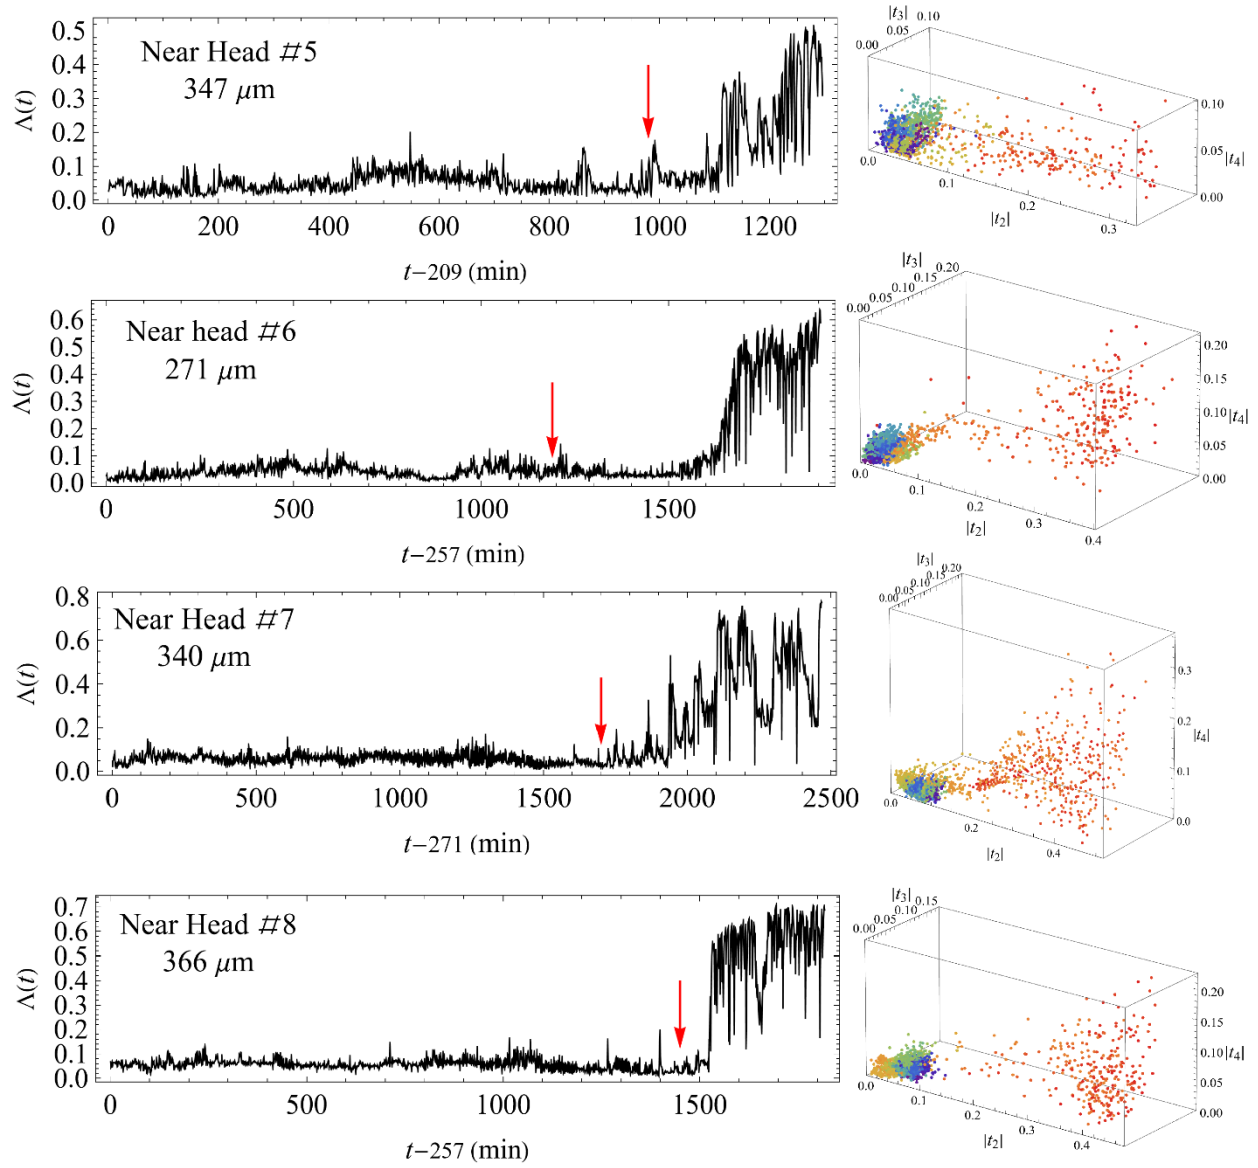 Near Head #5
347 μm
Λ(t)
0.5
0.4
0.3
0.2
0.1
0.0
0 200 400 600 800 1000 1200
t−209 (min)
|t3|
0.00 0.05 0.10
0.10
0.05
0.00
|t4|
0.0 0.1 0.2 0.3
|t2|
Near head #6
271 μm
Λ(t)
0.6
0.5
0.4
0.3
0.2
0.1
0.0
0 500 1000 1500
t−257 (min)
|t3|
0.00 0.05 0.10 0.15 0.20
0.20
0.15
0.10
0.05
0.00
|t4|
0.0 0.1 0.2 0.3 0.4
|t2|
Near Head #7
340 μm
Λ(t)
0.8
0.6
0.4
0.2
0.0
0 500 1000 1500 2000 2500
t−271 (min)
|t3|
0.00 0.05 0.10 0.15 0.20
0.3
0.2
0.1
0.0
|t4|
0.0 0.2 0.4
|t2|
Near Head #8
366 μm
Λ(t)
0.7
0.6
0.5
0.4
0.3
0.2
0.1
0.0
0 500 1000 1500
t−257 (min)
|t3|
0.00 0.05 0.10 0.15
0.20
0.15
0.10
0.05
0.00
|t4|
0.0 0.1 0.2 0.3 0.4
|t2|